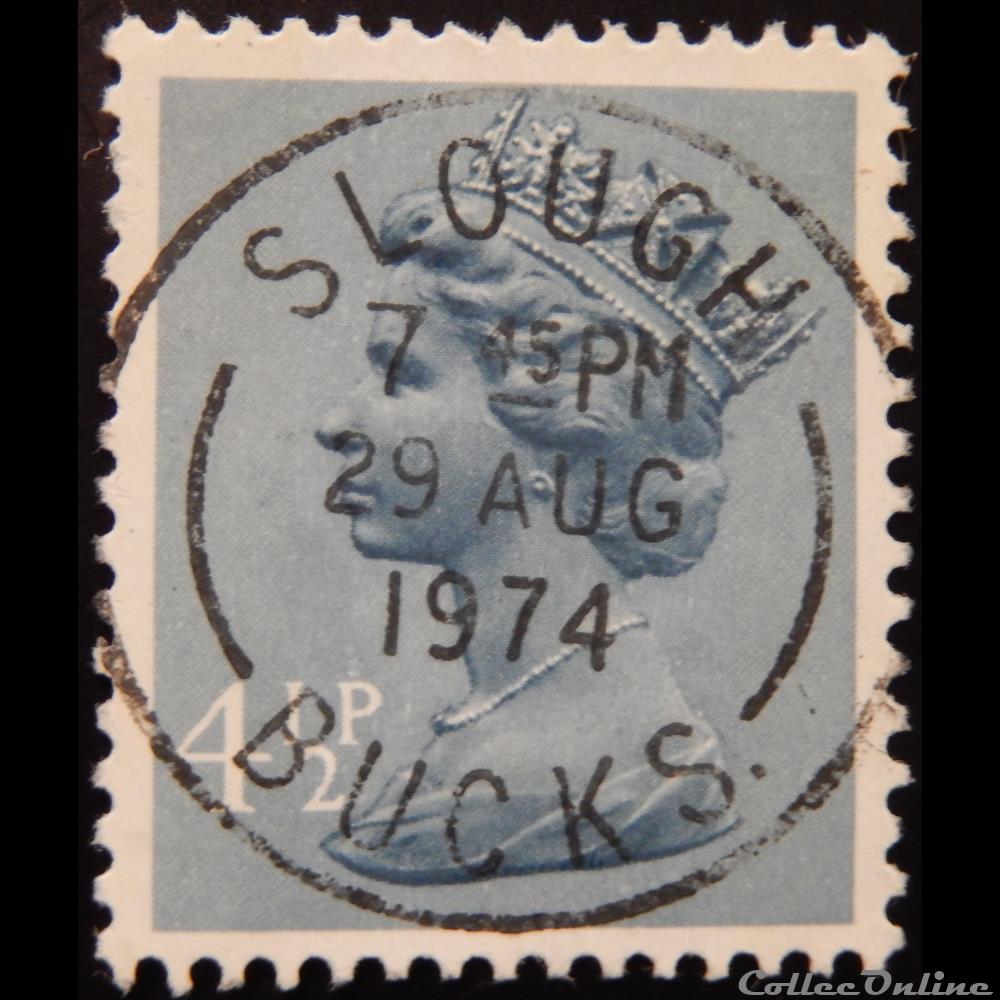 SLOUGH
7 45PM
29 AUG
1974
BUCKS.
4½P
CollecOnline